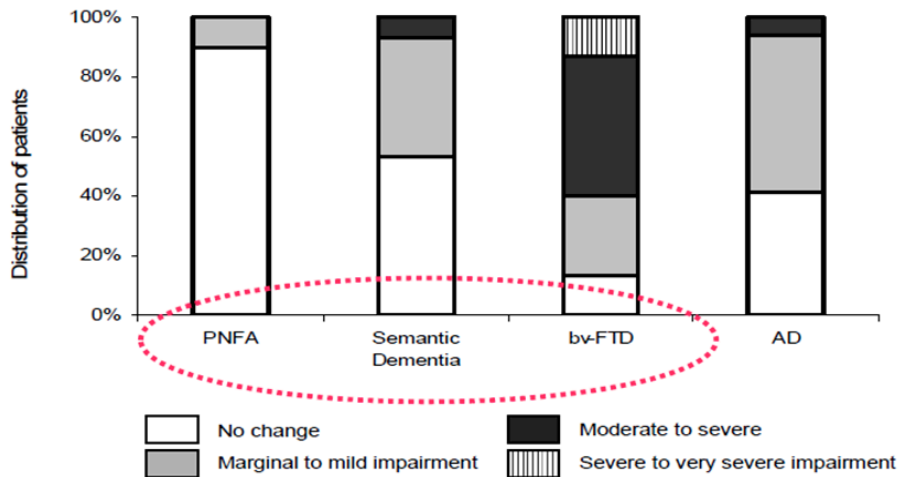 100%
80%
60%
40%
20%
0%
Distribution of patients
PNFA
Semantic
Dementia
bv-FTD
AD
No change
Moderate to severe
Marginal to mild impairment
Severe to very severe impairment